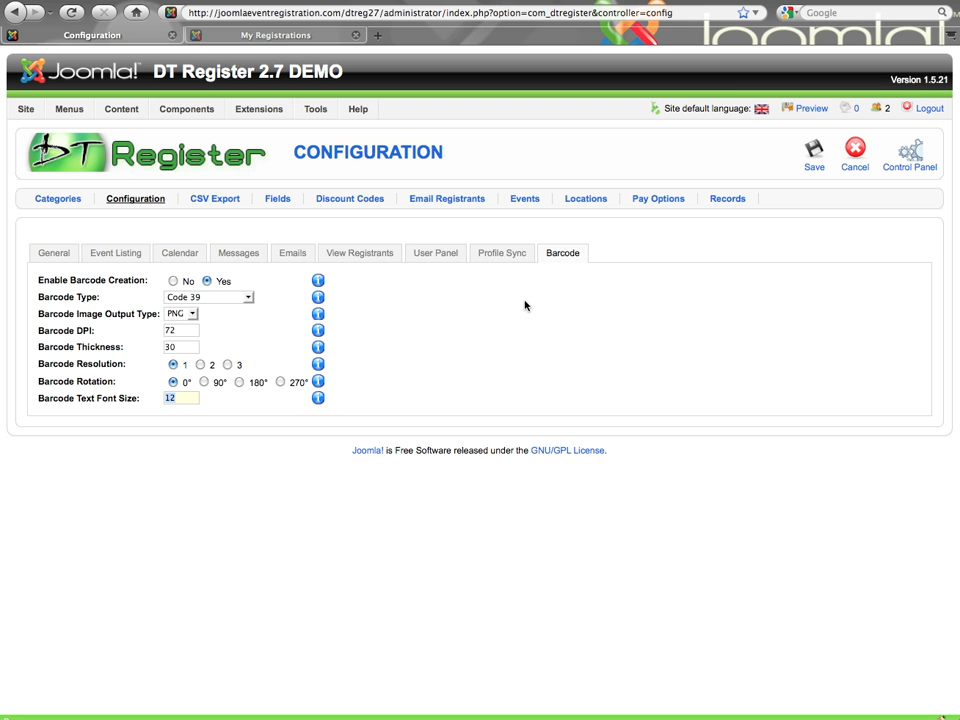 http://joomlaeventregistration.com/dtreg27/administrator/index.php?option=com_dtregister&controller=config
Google
Configuration
My Registrations
Joomla!
Joomla! DT Register 2.7 DEMO
Version 1.5.21
Site Menus Content Components Extensions Tools Help
Site default language: Preview 0 2 Logout
DT Register CONFIGURATION
Save Cancel Control Panel
Categories Configuration CSV Export Fields Discount Codes Email Registrants Events Locations Pay Options Records
General Event Listing Calendar Messages Emails View Registrants User Panel Profile Sync Barcode
Enable Barcode Creation: No Yes
Barcode Type: Code 39
Barcode Image Output Type: PNG
Barcode DPI: 72
Barcode Thickness: 30
Barcode Resolution: 1 2 3
Barcode Rotation: 0° 90° 180° 270°
Barcode Text Font Size: 12
Joomla! is Free Software released under the GNU/GPL License.